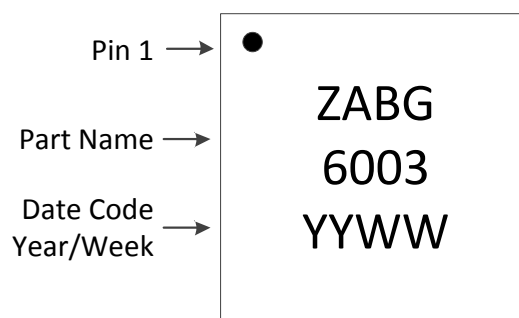 Pin 1
Part Name
Date Code
Year/Week
ZABG
6003
YYWW